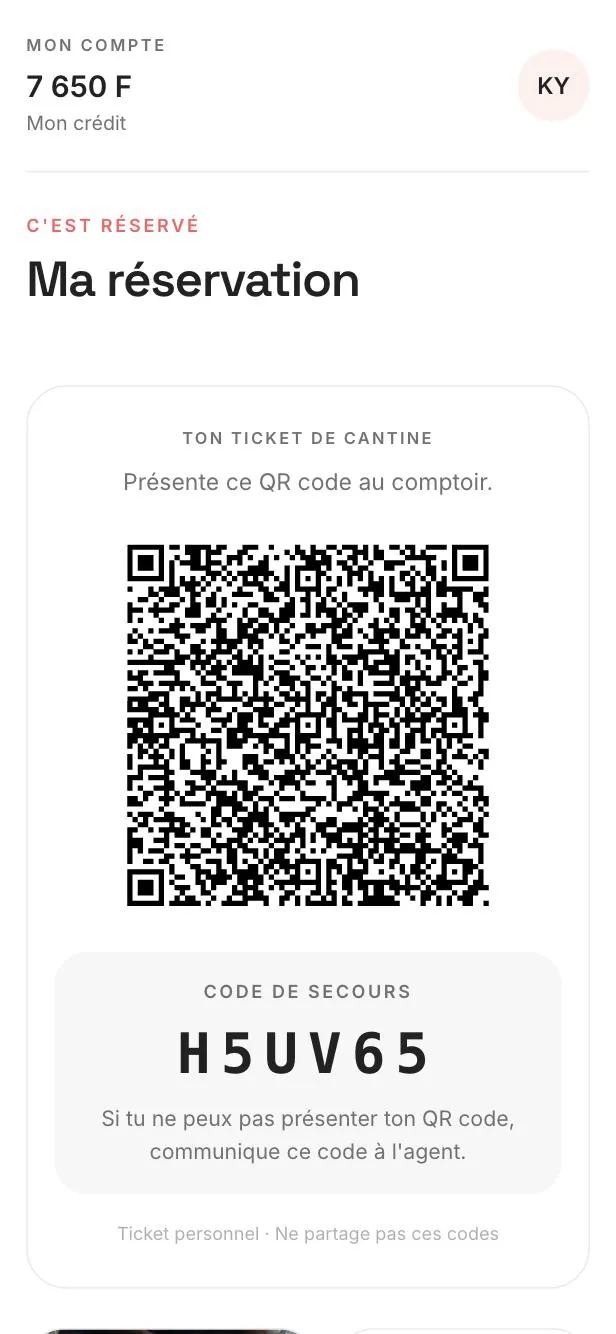 MON COMPTE
7 650 F
Mon crédit
KY
C'EST RÉSERVÉ
Ma réservation
TON TICKET DE CANTINE
Présente ce QR code au comptoir.
CODE DE SECOURS
H5UV65
Si tu ne peux pas présenter ton QR code,
communique ce code à l'agent.
Ticket personnel · Ne partage pas ces codes